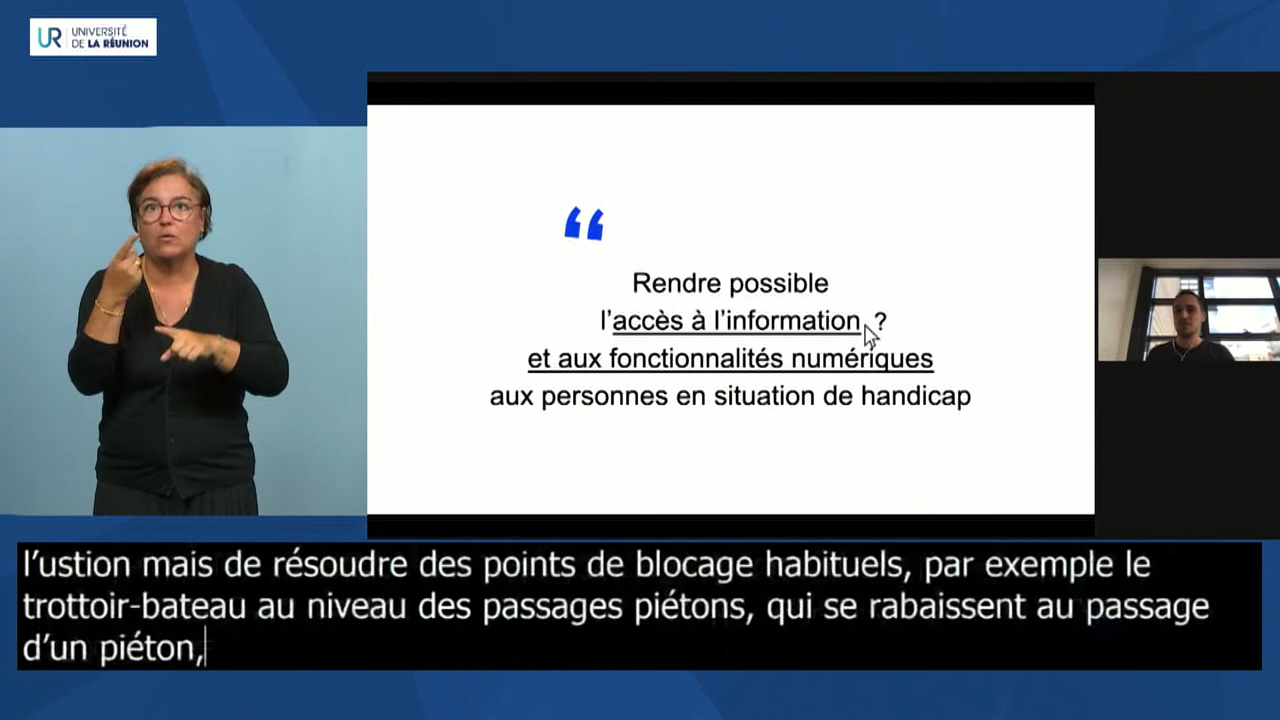 UR UNIVERSITÉ
DE LA RÉUNION
“
Rendre possible
l’accès à l’information ?
et aux fonctionnalités numériques
aux personnes en situation de handicap
l’ustion mais de résoudre des points de blocage habituels, par exemple le
trottoir-bateau au niveau des passages piétons, qui se rabaissent au passage
d’un piéton,